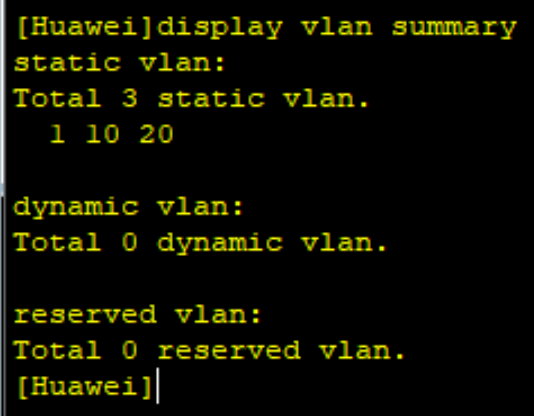 [Huawei]display vlan summary
static vlan:
Total 3 static vlan.
  1 10 20

dynamic vlan:
Total 0 dynamic vlan.

reserved vlan:
Total 0 reserved vlan.
[Huawei]